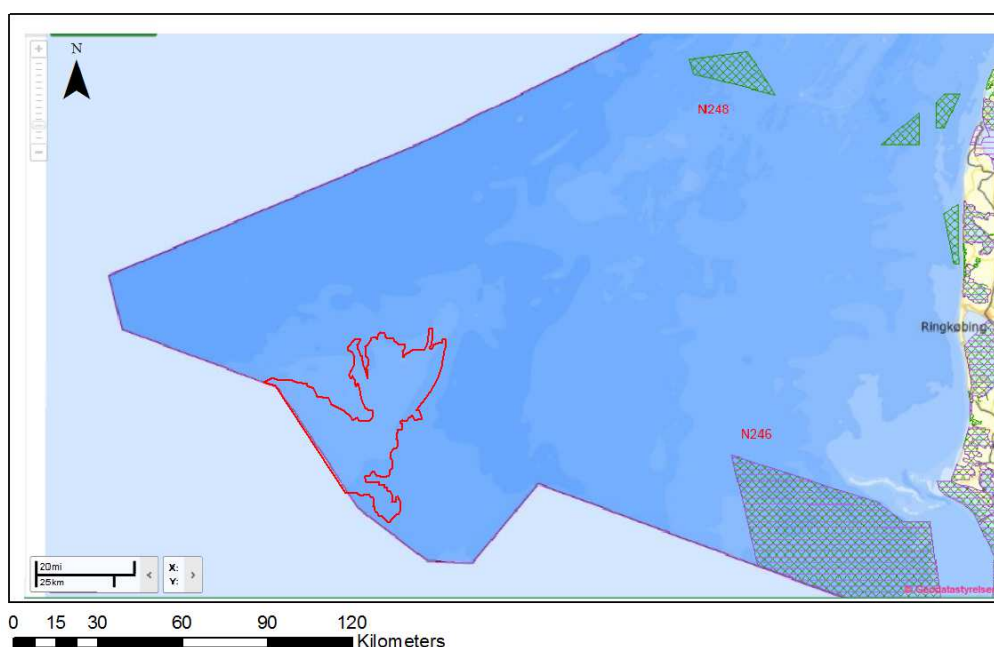 +
N
−
N248
Ringkøbing
N246
20mi
25km
<
X:
Y:
>
© Geodatastyrelsen
0 15 30 60 90 120
Kilometers